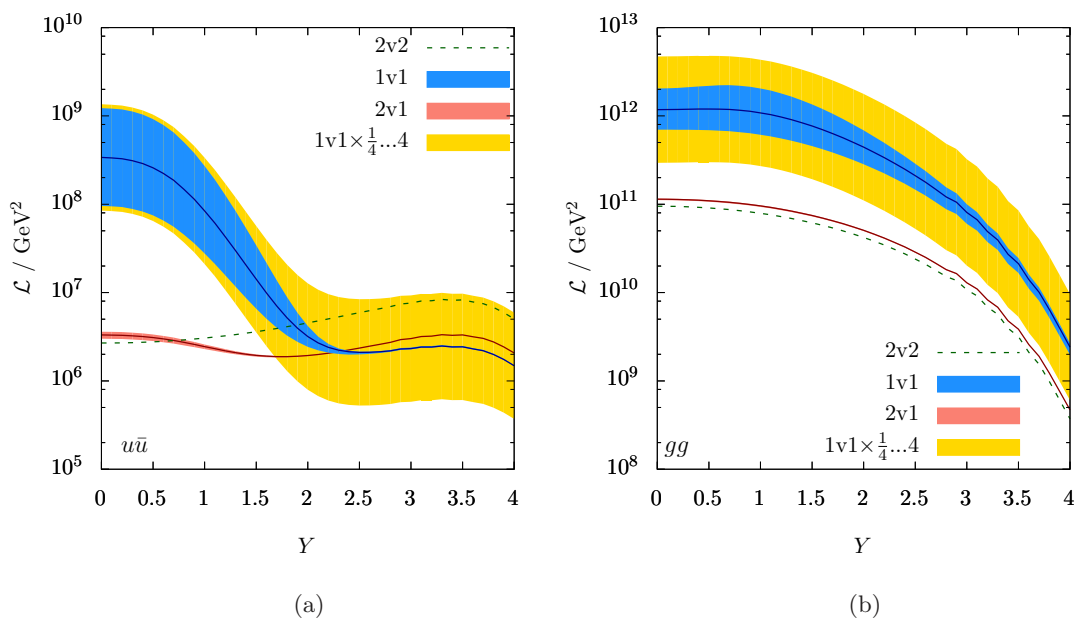 10^10
10^9
10^8
10^7
10^6
10^5
ℒ / GeV^2
2v2
1v1
2v1
1v1×1/4...4
uū
0 0.5 1 1.5 2 2.5 3 3.5 4
Y
(a)
10^13
10^12
10^11
10^10
10^9
10^8
ℒ / GeV^2
2v2
1v1
2v1
1v1×1/4...4
gg
0 0.5 1 1.5 2 2.5 3 3.5 4
Y
(b)